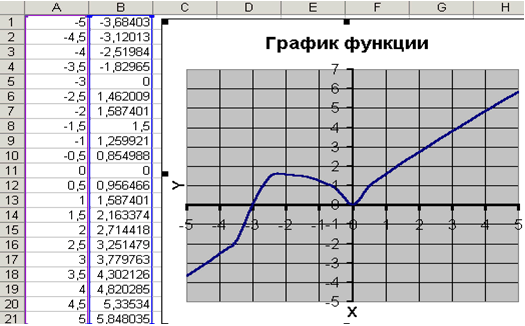 A B C D E F G H
1 -5 -3,68403
2 -4,5 -3,12013
3 -4 -2,51984
4 -3,5 -1,82965
5 -3 0
6 -2,5 1,462009
7 -2 1,587401
8 -1,5 1,5
9 -1 1,259921
10 -0,5 0,854988
11 0 0
12 0,5 0,956466
13 1 1,587401
14 1,5 2,163374
15 2 2,714418
16 2,5 3,251479
17 3 3,779763
18 3,5 4,302126
19 4 4,820285
20 4,5 5,33534
21 5 5,848035
График функции
7
6
5
4
3
2
1
0
-1
-2
-3
-4
-5
-5 -4 -3 -2 -1 0 1 2 3 4 5
Y
X